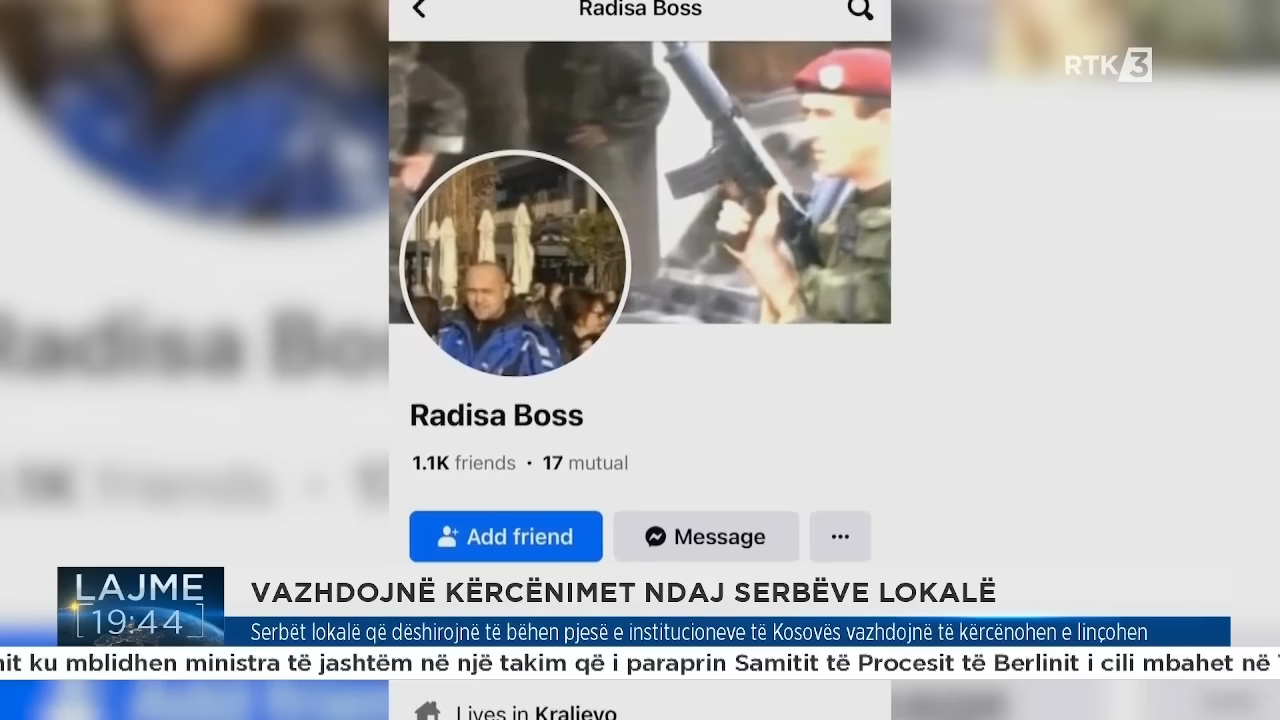 Radisa Boss
RTK 3
Radisa Boss
1.1K friends · 17 mutual
Add friend
Message
LAJME
19:44
VAZHDOJNË KËRCËNIMET NDAJ SERBËVE LOKALË
Serbët lokalë që dëshirojnë të bëhen pjesë e institucioneve të Kosovës vazhdojnë të kërcënohen e linçohen
ku mblidhen ministra të jashtëm në një takim që i paraprin Samitit të Procesit të Berlinit i cili mbahet në
Lives in Kraljevo